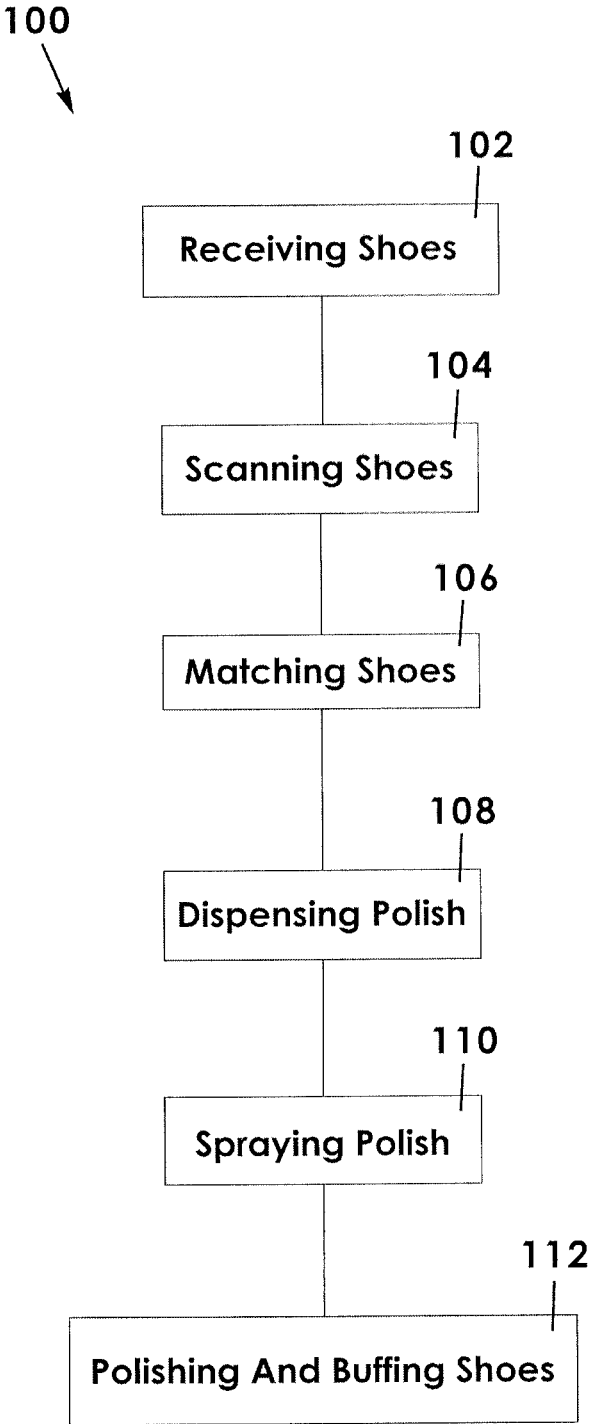 100
102
Receiving Shoes
104
Scanning Shoes
106
Matching Shoes
108
Dispensing Polish
110
Spraying Polish
112
Polishing And Buffing Shoes